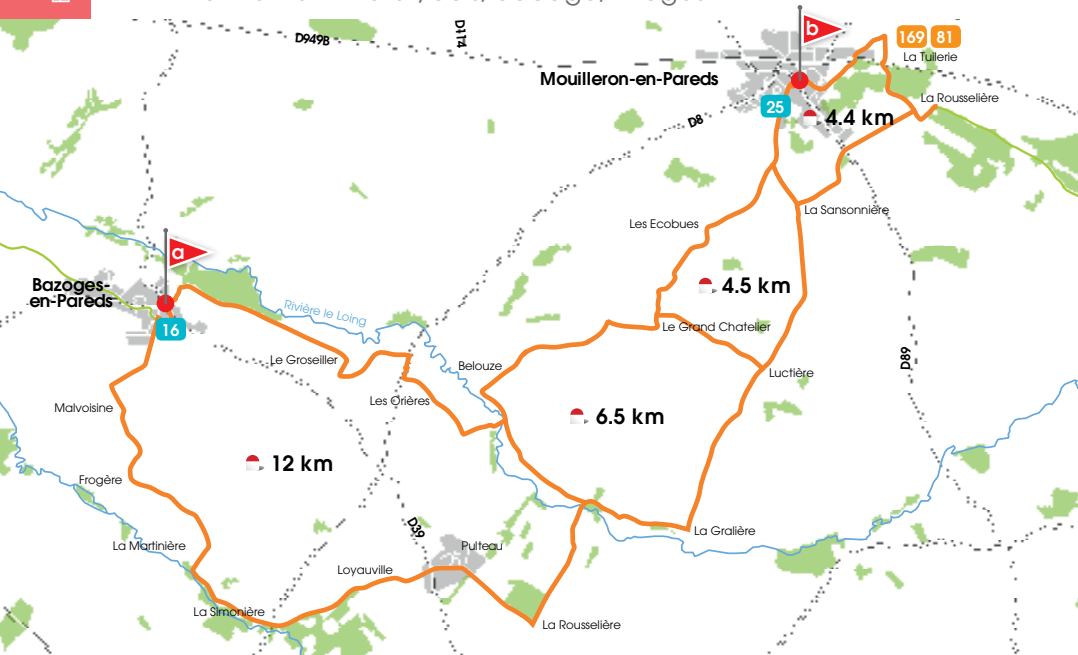 D949B
D114
b
169 81
La Tuilerie
Mouilleron-en-Pareds
25
La Rousselière
4.4 km
D8
La Sansonnière
Les Ecobues
a
Bazoges-
en-Pareds
4.5 km
Rivière le Loing
16
Le Grand Chatelier
Le Groseiller
Belouze
Luctière
D89
Les Orières
Malvoisine
6.5 km
12 km
Frogère
D39
La Gralière
La Martinière
Pulteau
Loyauville
La Simonière
La Rousselière